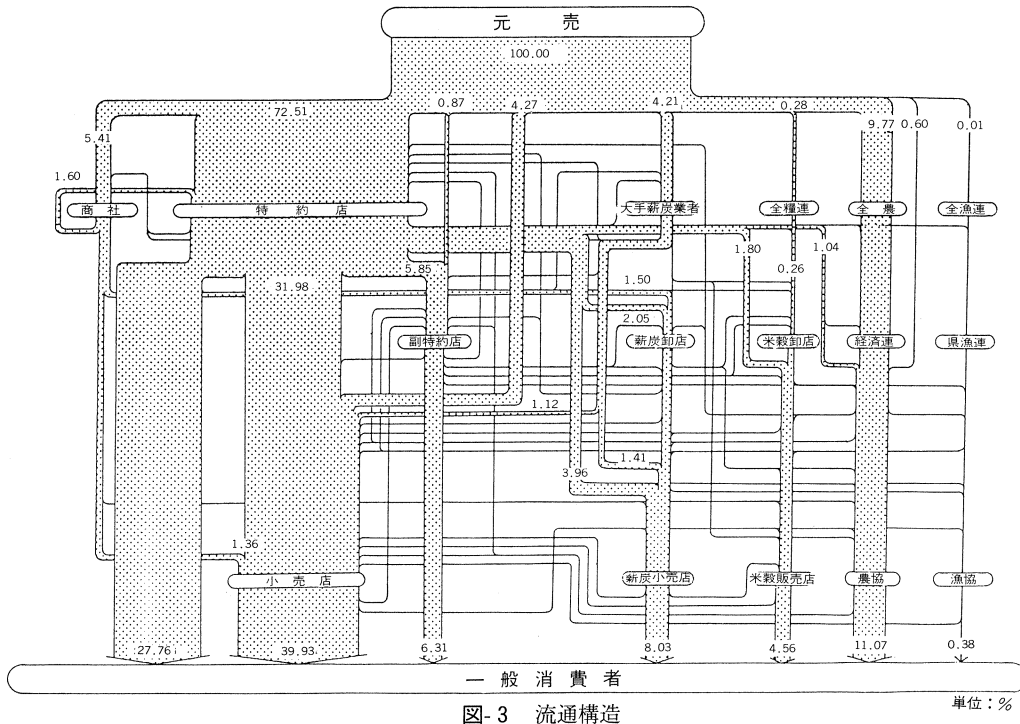 元売
100.00
0.87 4.27 4.21 0.28
72.51
5.41 9.77 0.60 0.01
1.60
商社 特約店 大手薪炭業者 全糧連 全農 全漁連
1.80 1.04
5.85 0.26
31.98 1.50
2.05
副特約店 薪炭卸店 米穀卸店 経済連 県漁連
1.12
1.41
3.96
1.36
小売店 薪炭小売店 米穀販売店 農協 漁協
27.76 39.93 6.31 8.03 4.56 11.07 0.38
一般消費者
単位:%
図-3 流通構造